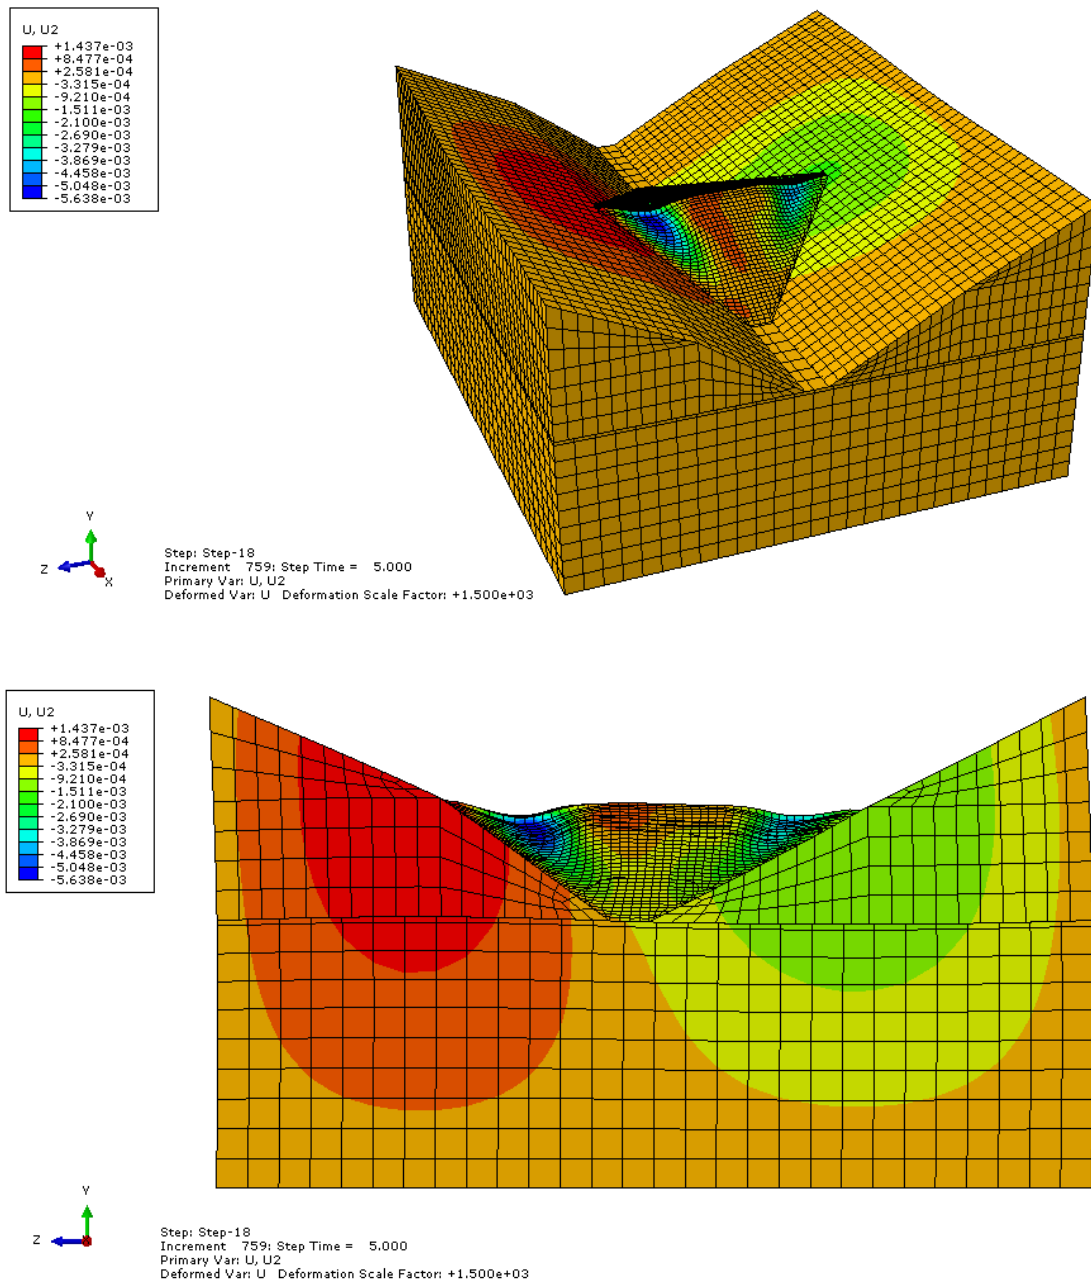 U, U2
+1.437e-03
+8.477e-04
+2.581e-04
-3.315e-04
-9.210e-04
-1.511e-03
-2.100e-03
-2.690e-03
-3.279e-03
-3.869e-03
-4.458e-03
-5.048e-03
-5.638e-03
Y
Z
X
Step: Step-18
Increment 759: Step Time = 5.000
Primary Var: U, U2
Deformed Var: U Deformation Scale Factor: +1.500e+03
U, U2
+1.437e-03
+8.477e-04
+2.581e-04
-3.315e-04
-9.210e-04
-1.511e-03
-2.100e-03
-2.690e-03
-3.279e-03
-3.869e-03
-4.458e-03
-5.048e-03
-5.638e-03
Y
Z
Step: Step-18
Increment 759: Step Time = 5.000
Primary Var: U, U2
Deformed Var: U Deformation Scale Factor: +1.500e+03